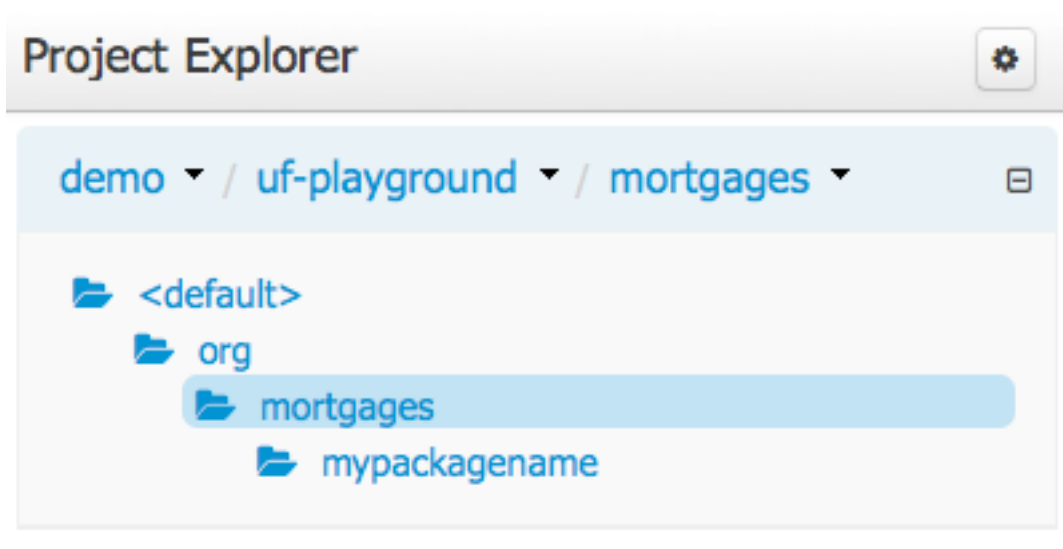 Project Explorer
demo / uf-playground / mortgages
<default>
org
mortgages
mypackagename